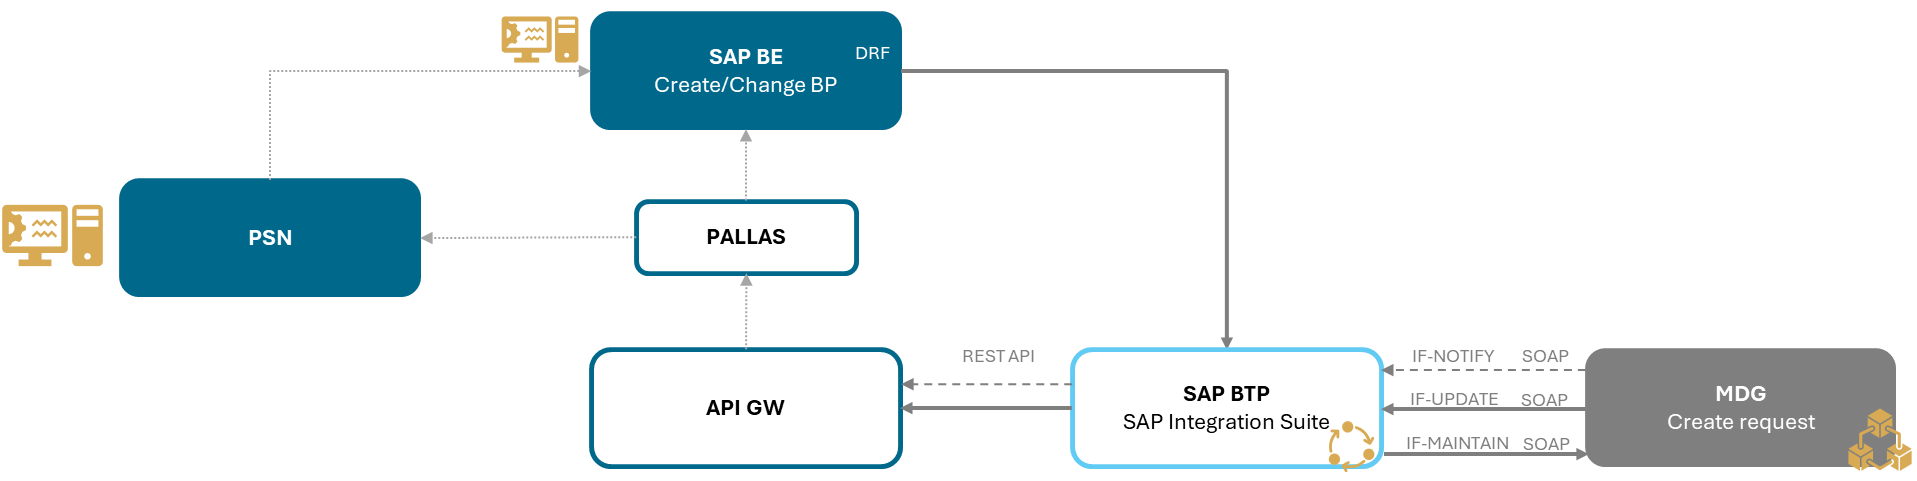 SAP BE
DRF
Create/Change BP
PSN
PALLAS
API GW
REST API
SAP BTP
SAP Integration Suite
IF-NOTIFY SOAP
IF-UPDATE SOAP
IF-MAINTAIN SOAP
MDG
Create request